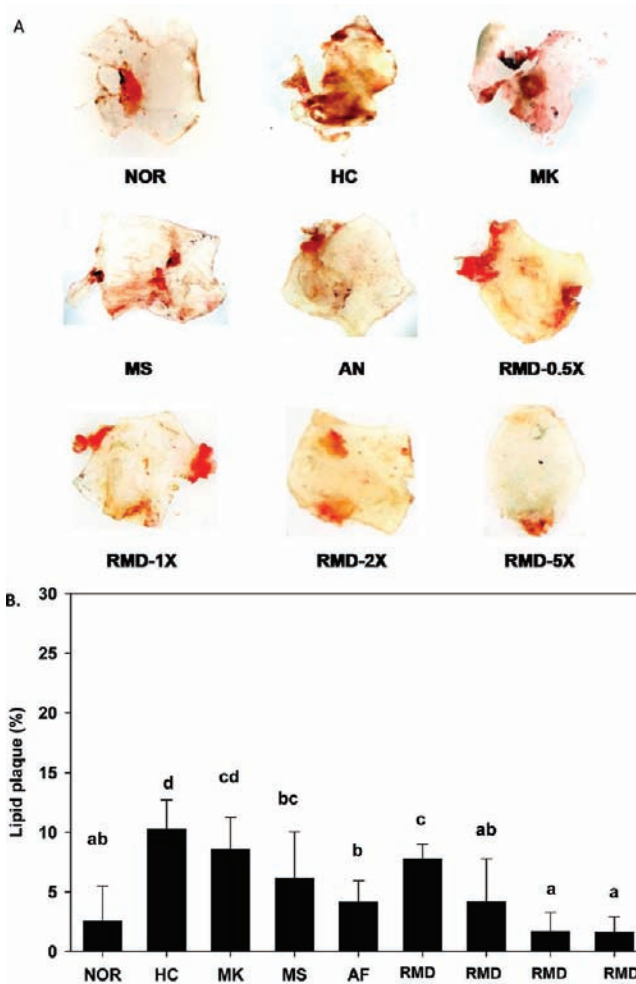 A
NOR HC MK
MS AN RMD-0.5X
RMD-1X RMD-2X RMD-5X
B.
Lipid plaque (%)
30
25
20
15
10
5
0
ab d cd bc b c ab a a
NOR HC MK MS AF RMD RMD RMD RMD